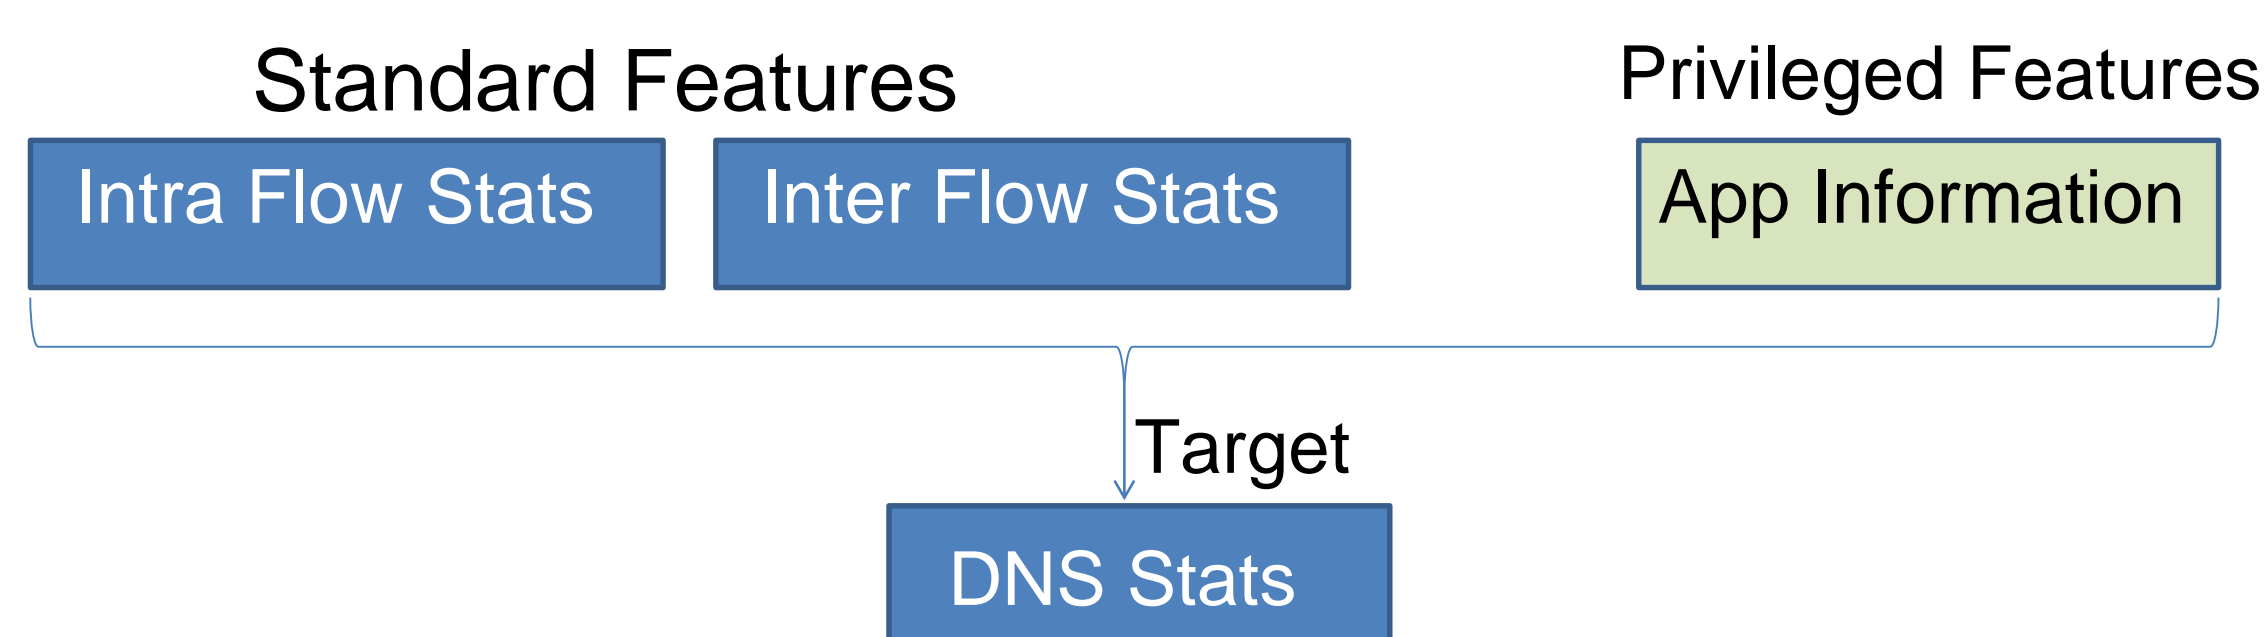 Standard Features
Privileged Features
Intra Flow Stats
Inter Flow Stats
App Information
Target
DNS Stats